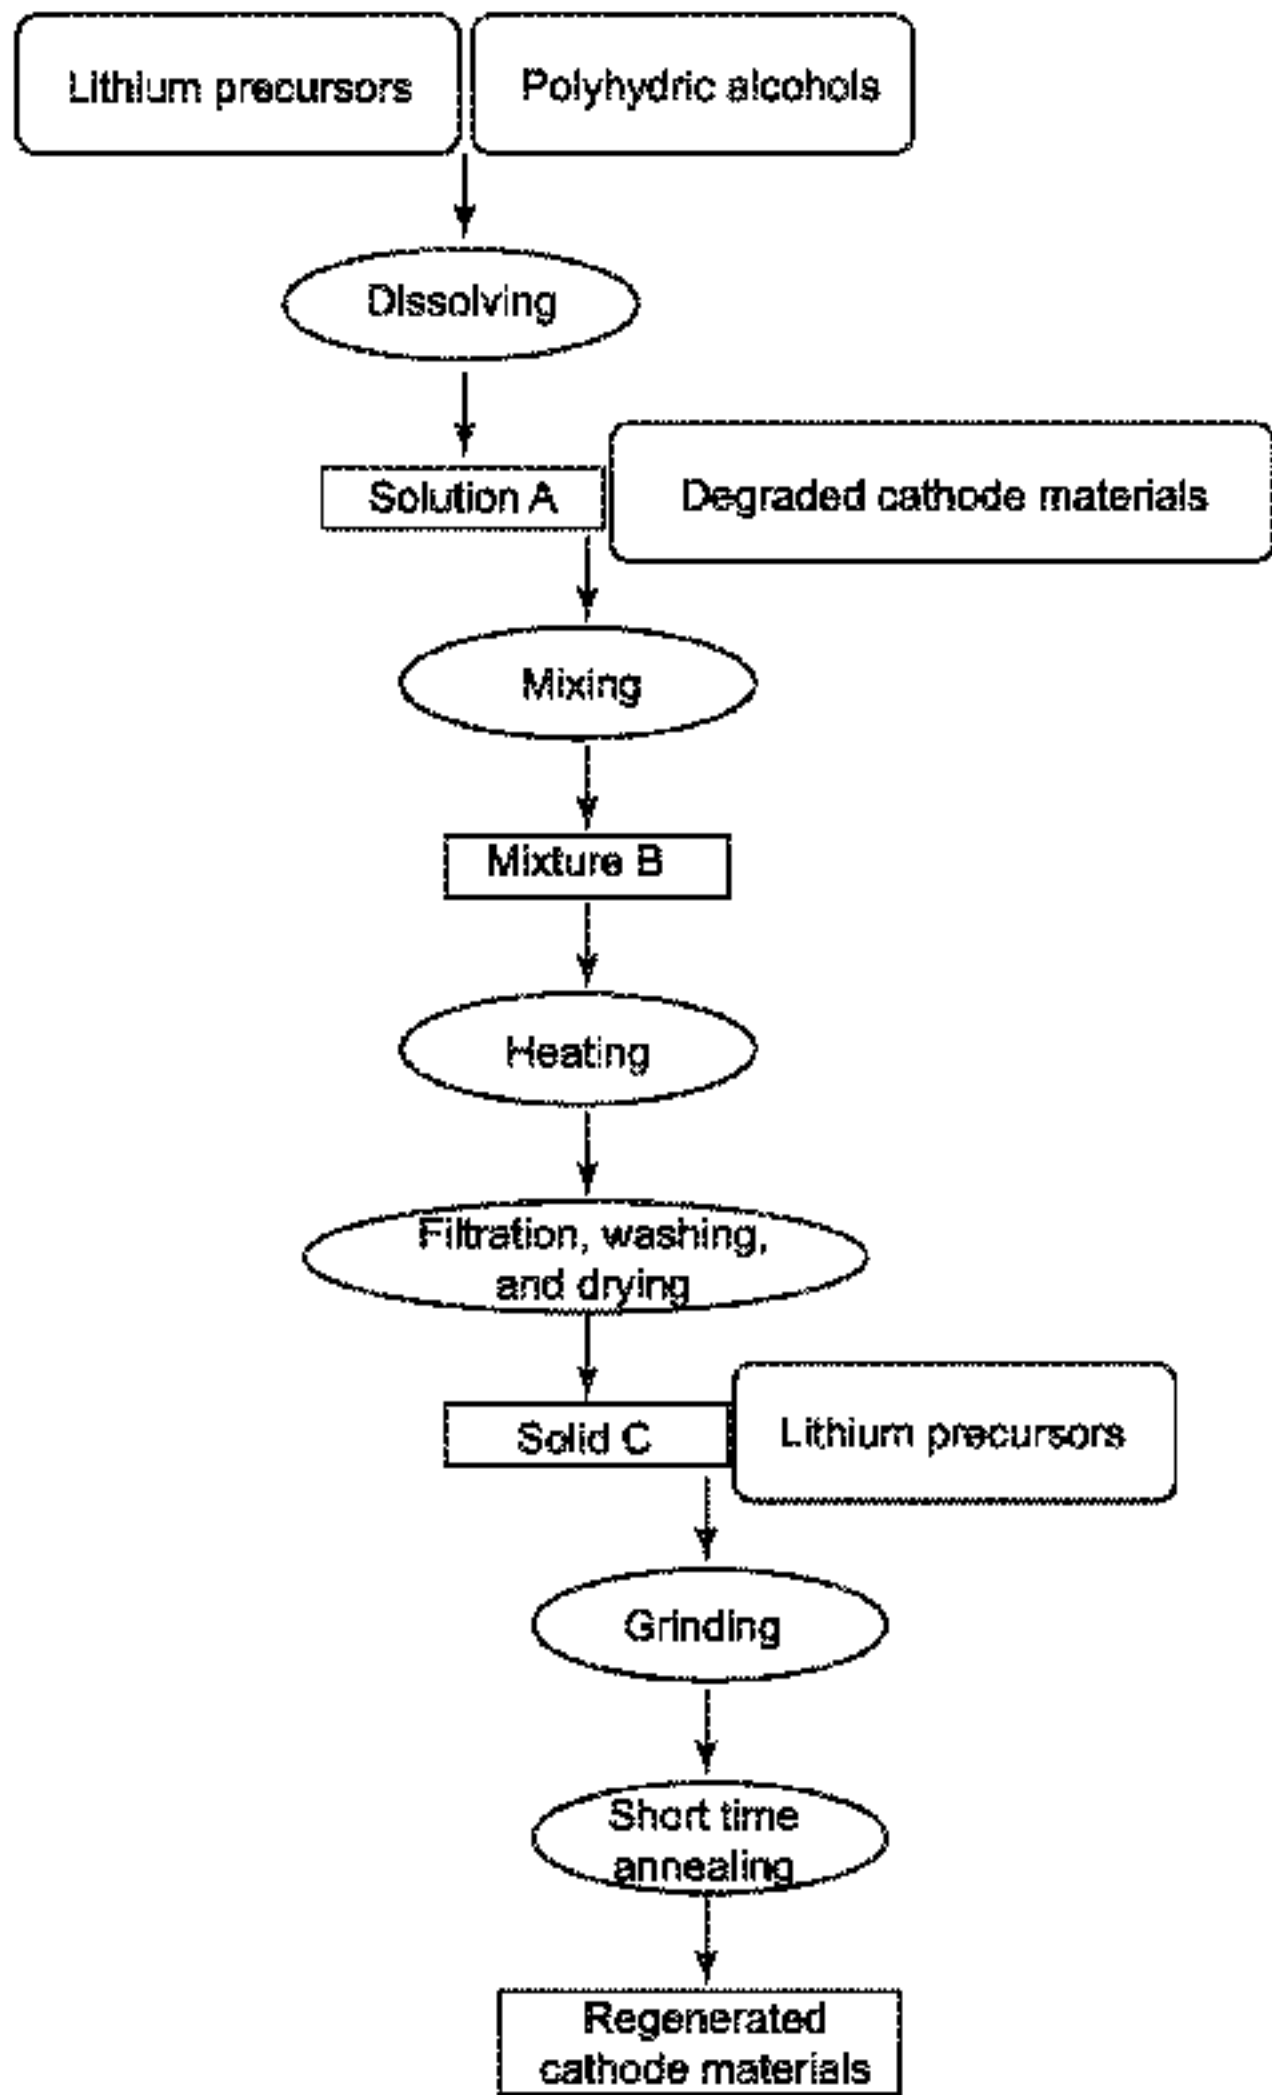 Lithium precursors
Polyhydric alcohols
Dissolving
Solution A
Degraded cathode materials
Mixing
Mixture B
Heating
Filtration, washing,
and drying
Solid C
Lithium precursors
Grinding
Short time
annealing
Regenerated
cathode materials